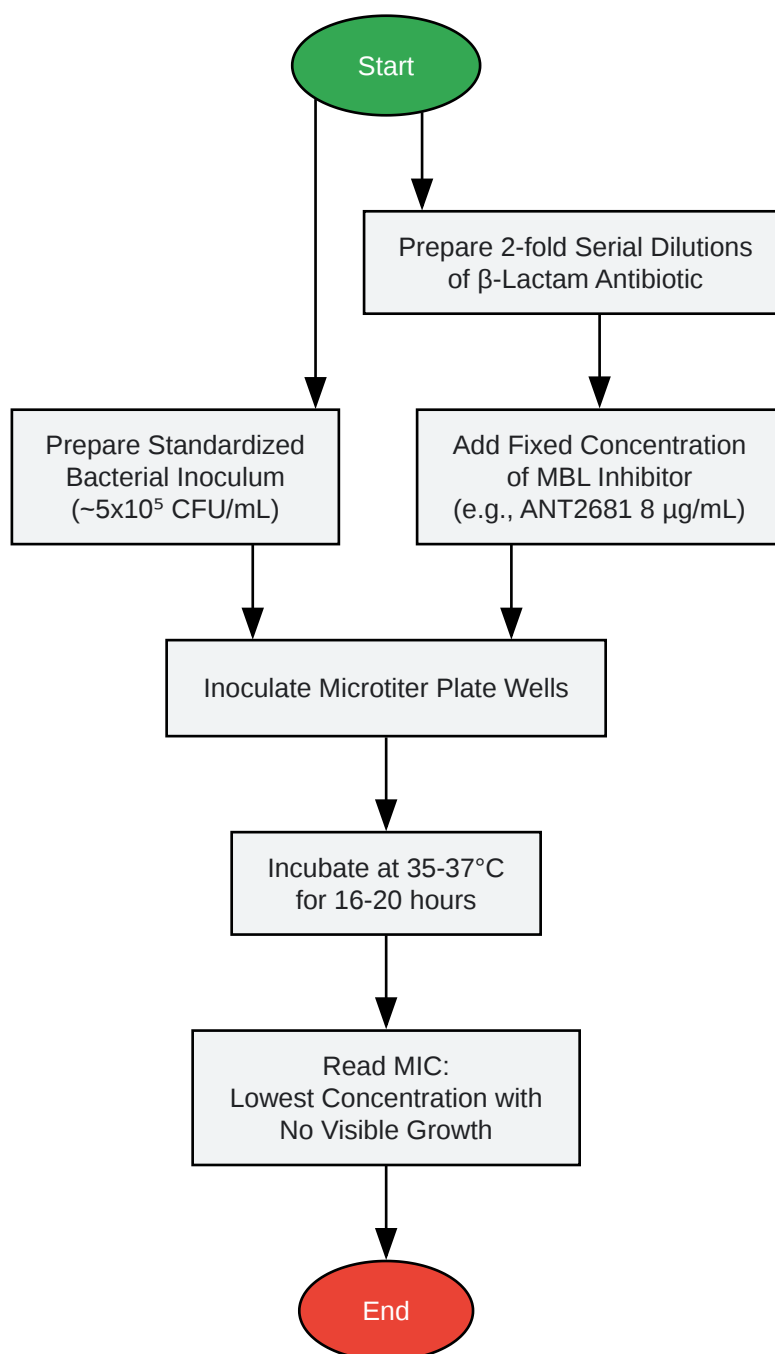 Start
Prepare 2-fold Serial Dilutions
of β-Lactam Antibiotic
Prepare Standardized
Bacterial Inoculum
(~5x10⁵ CFU/mL)
Add Fixed Concentration
of MBL Inhibitor
(e.g., ANT2681 8 µg/mL)
Inoculate Microtiter Plate Wells
Incubate at 35-37°C
for 16-20 hours
Read MIC:
Lowest Concentration with
No Visible Growth
End